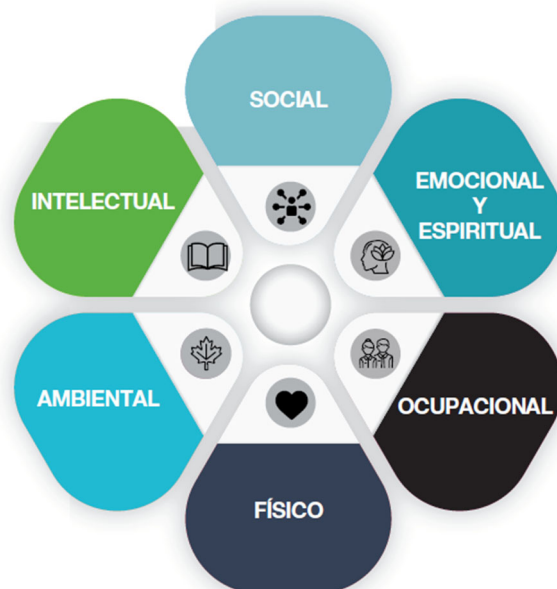 SOCIAL
INTELECTUAL
EMOCIONAL
Y
ESPIRITUAL
AMBIENTAL
OCUPACIONAL
FÍSICO